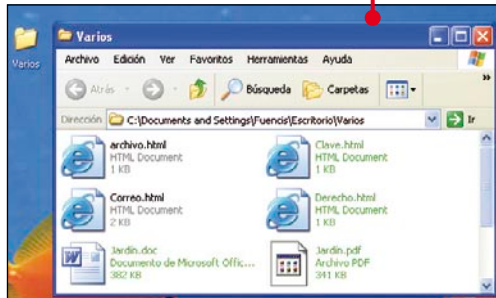 Varios
Varios
Archivo Edición Ver Favoritos Herramientas Ayuda
Atrás Búsqueda Carpetas
Dirección C:\Documents and Settings\Fuencis\Escritorio\Varios Ir
archivo.html
HTML Document
1 KB
Clave.html
HTML Document
1 KB
Correo.html
HTML Document
2 KB
Derecho.html
HTML Document
1 KB
Jardín.doc
Documento de Microsoft Offic...
382 KB
Jardín.pdf
Archivo PDF
341 KB